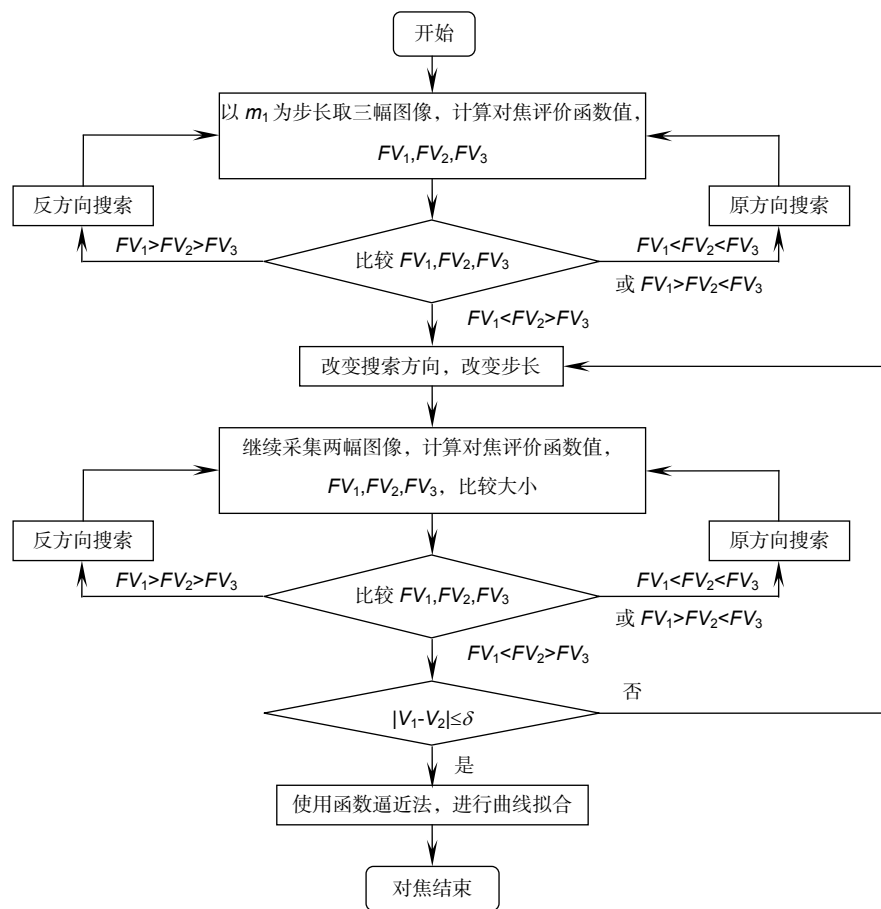 开始
以 m₁ 为步长取三幅图像，计算对焦评价函数值，
FV₁,FV₂,FV₃
反方向搜索
原方向搜索
FV₁>FV₂>FV₃
比较 FV₁,FV₂,FV₃
FV₁<FV₂<FV₃
或 FV₁>FV₂<FV₃
FV₁<FV₂>FV₃
改变搜索方向，改变步长
继续采集两幅图像，计算对焦评价函数值，
FV₁,FV₂,FV₃，比较大小
反方向搜索
原方向搜索
FV₁>FV₂>FV₃
比较 FV₁,FV₂,FV₃
FV₁<FV₂<FV₃
或 FV₁>FV₂<FV₃
FV₁<FV₂>FV₃
否
|V₁-V₂|≤δ
是
使用函数逼近法，进行曲线拟合
对焦结束